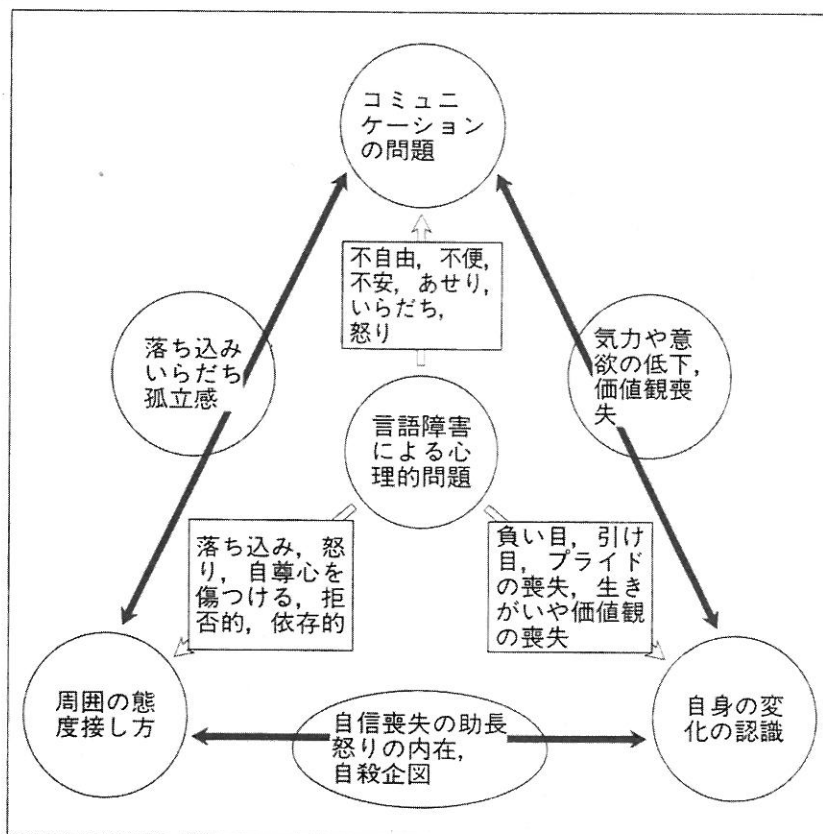 コミュニ
ケーション
の問題
不自由，不便，
不安，あせり，
いらだち，
怒り
落ち込み
いらだち
孤立感
気力や意
欲の低下，
価値観喪
失
言語障害
による心
理的問題
落ち込み，怒
り，自尊心を
傷つける，拒
否的，依存的
負い目，引け
目，プライド
の喪失，生き
がいや価値観
の喪失
周囲の態
度接し方
自信喪失の助長
怒りの内在，
自殺企図
自身の変
化の認識